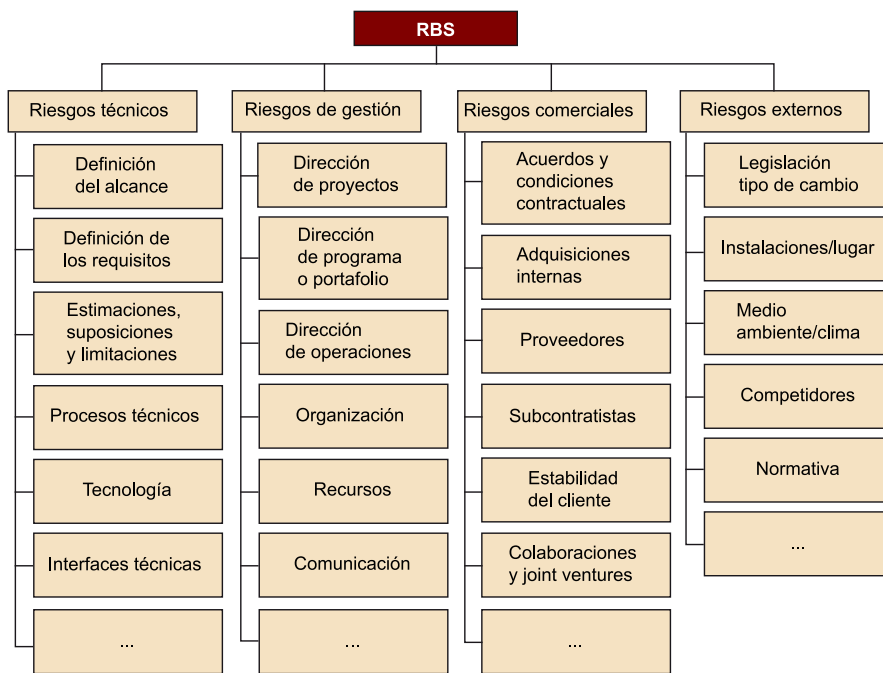 RBS
Riesgos técnicos
Definición
del alcance
Definición de
los requisitos
Estimaciones,
suposiciones
y limitaciones
Procesos técnicos
Tecnología
Interfaces técnicas
...
Riesgos de gestión
Dirección
de proyectos
Dirección
de programa
o portafolio
Dirección
de operaciones
Organización
Recursos
Comunicación
...
Riesgos comerciales
Acuerdos y
condiciones
contractuales
Adquisiciones
internas
Proveedores
Subcontratistas
Estabilidad
del cliente
Colaboraciones
y joint ventures
...
Riesgos externos
Legislación
tipo de cambio
Instalaciones/lugar
Medio
ambiente/clima
Competidores
Normativa
...